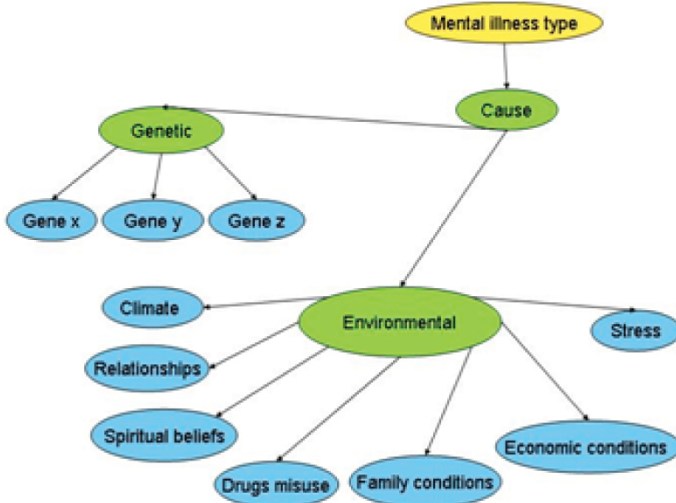 Mental illness type
Cause
Genetic
Gene x
Gene y
Gene z
Climate
Environmental
Stress
Relationships
Spiritual beliefs
Economic conditions
Drugs misuse
Family conditions